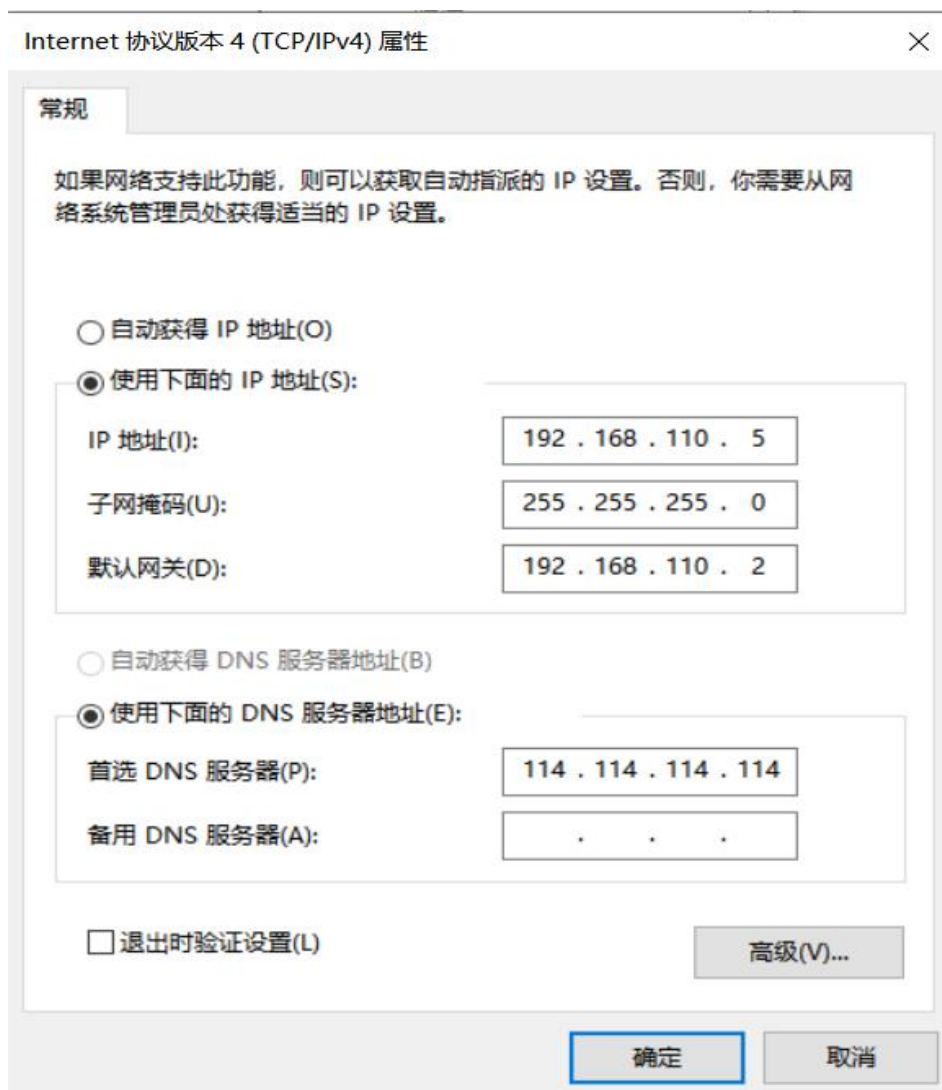 Internet 协议版本 4 (TCP/IPv4) 属性
常规
如果网络支持此功能，则可以获取自动指派的 IP 设置。否则，你需要从网
络系统管理员处获得适当的 IP 设置。
自动获得 IP 地址(O)
使用下面的 IP 地址(S):
IP 地址(I): 192 . 168 . 110 . 5
子网掩码(U): 255 . 255 . 255 . 0
默认网关(D): 192 . 168 . 110 . 2
自动获得 DNS 服务器地址(B)
使用下面的 DNS 服务器地址(E):
首选 DNS 服务器(P): 114 . 114 . 114 . 114
备用 DNS 服务器(A): . . .
退出时验证设置(L)
高级(V)...
确定 取消